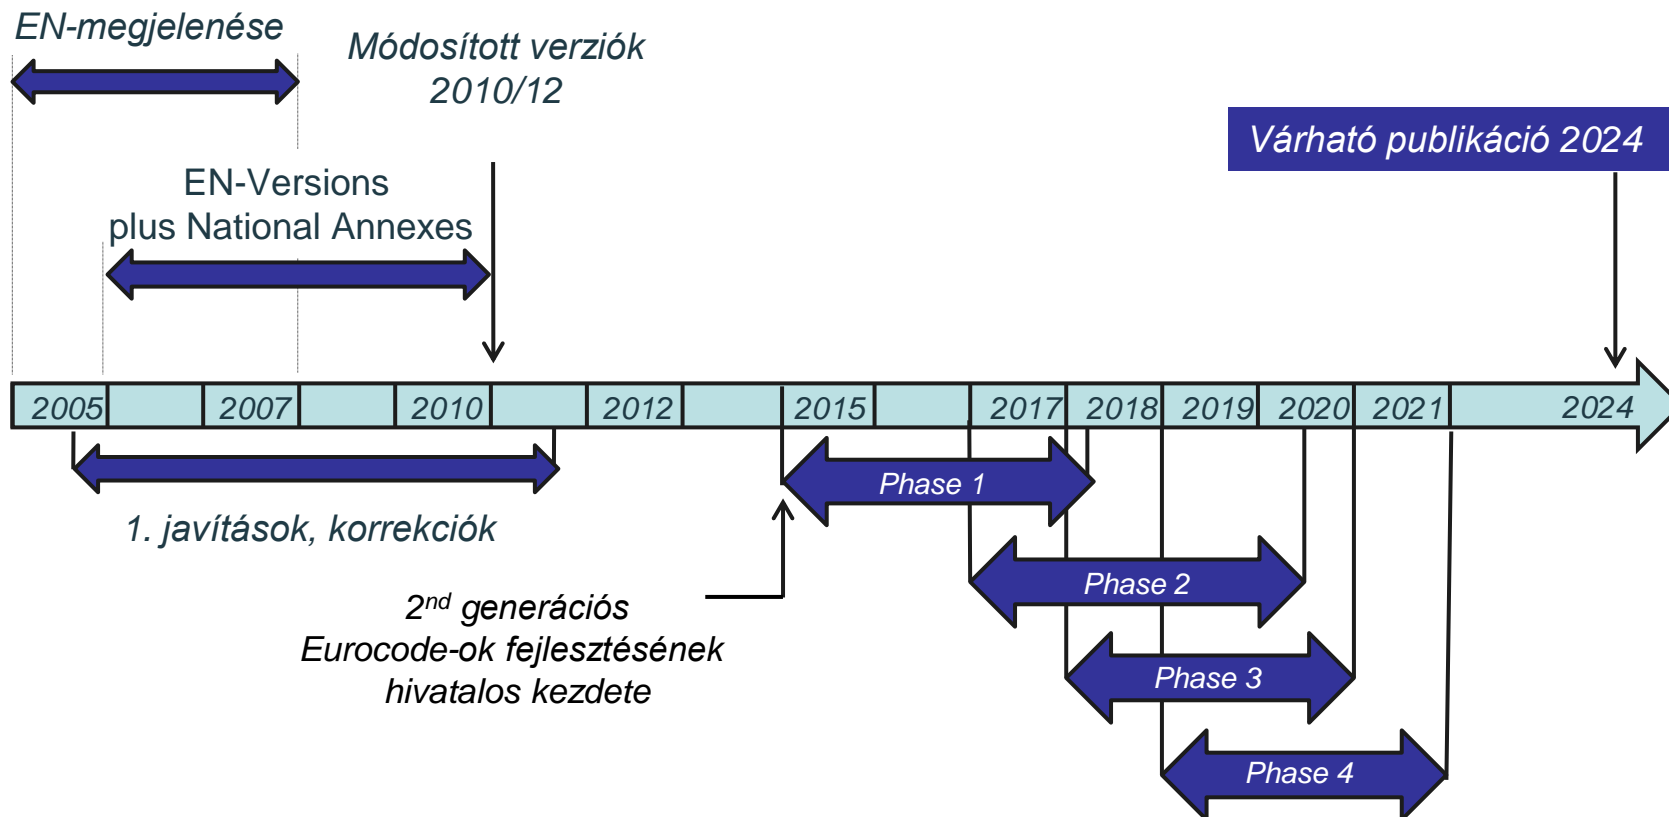 EN-megjelenése
Módosított verziók
2010/12
Várható publikáció 2024
EN-Versions
plus National Annexes
2005 2007 2010 2012 2015 2017 2018 2019 2020 2021 2024
Phase 1
1. javítások, korrekciók
Phase 2
2nd generációs
Eurocode-ok fejlesztésének
hivatalos kezdete
Phase 3
Phase 4